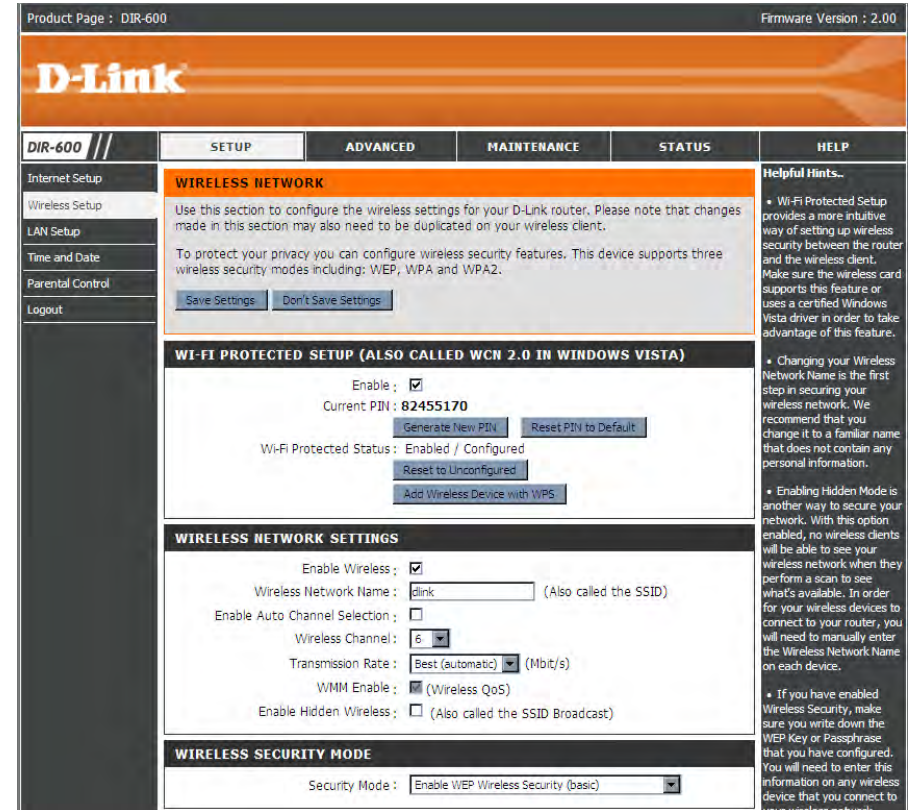 Product Page : DIR-600
Firmware Version : 2.00
D-Link
DIR-600
SETUP
ADVANCED
MAINTENANCE
STATUS
HELP
Internet Setup
Wireless Setup
LAN Setup
Time and Date
Parental Control
Logout
WIRELESS NETWORK
Use this section to configure the wireless settings for your D-Link router. Please note that changes
made in this section may also need to be duplicated on your wireless client.
To protect your privacy you can configure wireless security features. This device supports three
wireless security modes including: WEP, WPA and WPA2.
Save Settings
Don't Save Settings
WI-FI PROTECTED SETUP (ALSO CALLED WCN 2.0 IN WINDOWS VISTA)
Enable :
Current PIN : 82455170
Generate New PIN
Reset PIN to Default
Wi-Fi Protected Status : Enabled / Configured
Reset to Unconfigured
Add Wireless Device with WPS
WIRELESS NETWORK SETTINGS
Enable Wireless :
Wireless Network Name : dlink (Also called the SSID)
Enable Auto Channel Selection :
Wireless Channel : 6
Transmission Rate : Best (automatic) (Mbit/s)
WMM Enable : (Wireless QoS)
Enable Hidden Wireless : (Also called the SSID Broadcast)
WIRELESS SECURITY MODE
Security Mode : Enable WEP Wireless Security (basic)
Helpful Hints..
• Wi-Fi Protected Setup
provides a more intuitive
way of setting up wireless
security between the router
and the wireless client.
Make sure the wireless card
supports this feature or
uses a certified Windows
Vista driver in order to take
advantage of this feature.
• Changing your Wireless
Network Name is the first
step in securing your
wireless network. We
recommend that you
change it to a familiar name
that does not contain any
personal information.
• Enabling Hidden Mode is
another way to secure your
network. With this option
enabled, no wireless clients
will be able to see your
wireless network when they
perform a scan to see
what's available. In order
for your wireless devices to
connect to your router, you
will need to manually enter
the Wireless Network Name
on each device.
• If you have enabled
Wireless Security, make
sure you write down the
WEP Key or Passphrase
that you have configured.
You will need to enter this
information on any wireless
device that you connect to
your wireless network